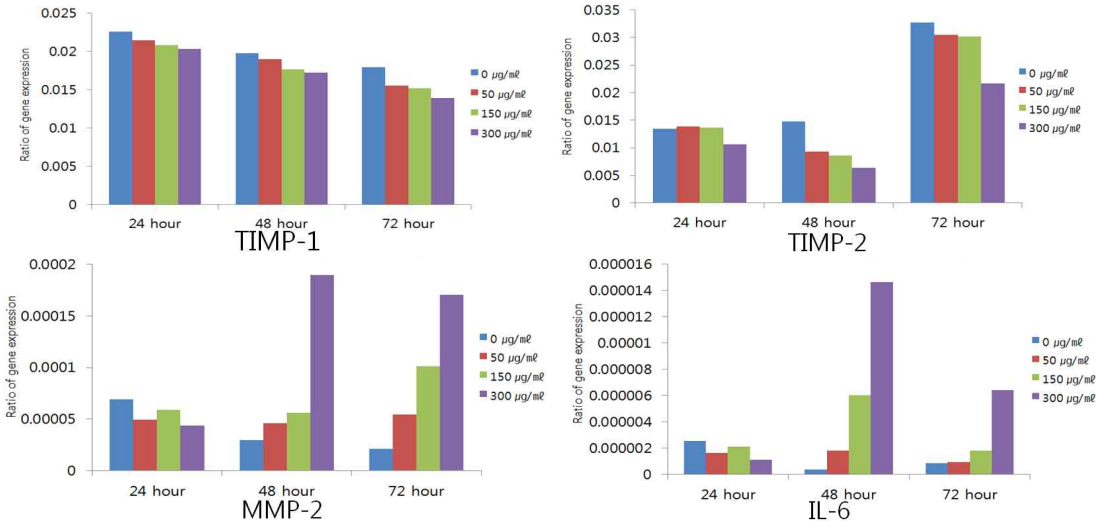 0.025
0.02
0.015
0.01
0.005
0
Ratio of gene expression
24 hour
48 hour
72 hour
0 μg/㎖
50 μg/㎖
150 μg/㎖
300 μg/㎖
TIMP-1
0.035
0.03
0.025
0.02
0.015
0.01
0.005
0
Ratio of gene expression
24 hour
48 hour
72 hour
0 μg/㎖
50 μg/㎖
150 μg/㎖
300 μg/㎖
TIMP-2
0.0002
0.00015
0.0001
0.00005
0
Ratio of gene expression
24 hour
48 hour
72 hour
0 μg/㎖
50 μg/㎖
150 μg/㎖
300 μg/㎖
MMP-2
0.000016
0.000014
0.000012
0.00001
0.000008
0.000006
0.000004
0.000002
0
Ratio of gene expression
24 hour
48 hour
72 hour
0 μg/㎖
50 μg/㎖
150 μg/㎖
300 μg/㎖
IL-6